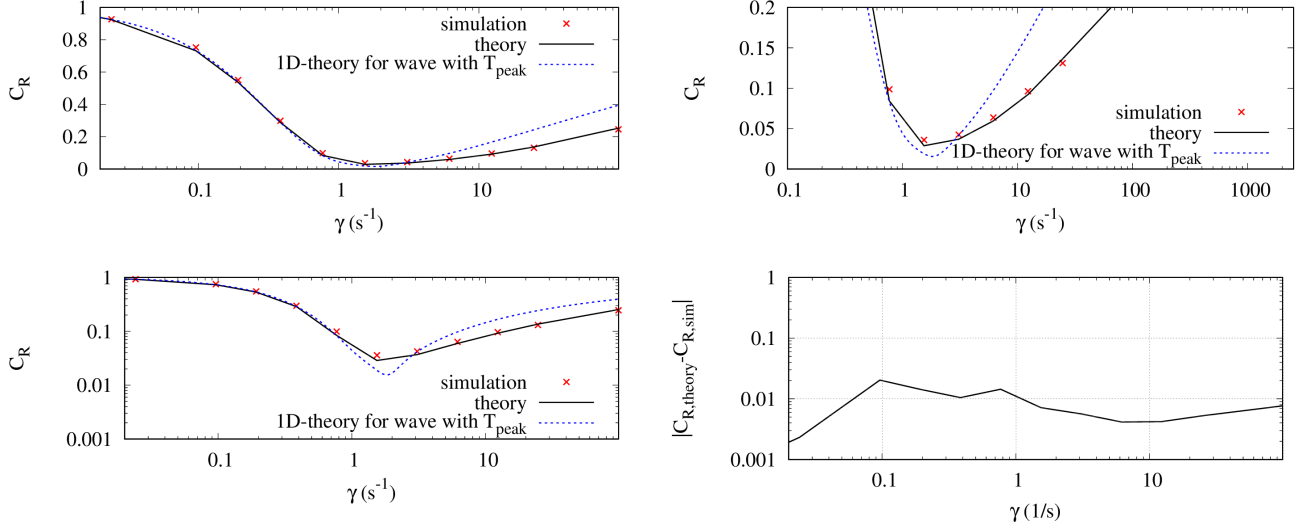 1
0.8
0.6
0.4
0.2
0
C_R
0.1
1
10
γ (s⁻¹)
simulation
theory
1D-theory for wave with T_peak
0.2
0.15
0.1
0.05
0
C_R
0.1
1
10
100
1000
γ (s⁻¹)
simulation
theory
1D-theory for wave with T_peak
1
0.1
0.01
0.001
C_R
0.1
1
10
γ (s⁻¹)
simulation
theory
1D-theory for wave with T_peak
1
0.1
0.01
0.001
|C_R,theory-C_R,sim|
0.1
1
10
γ (1/s)